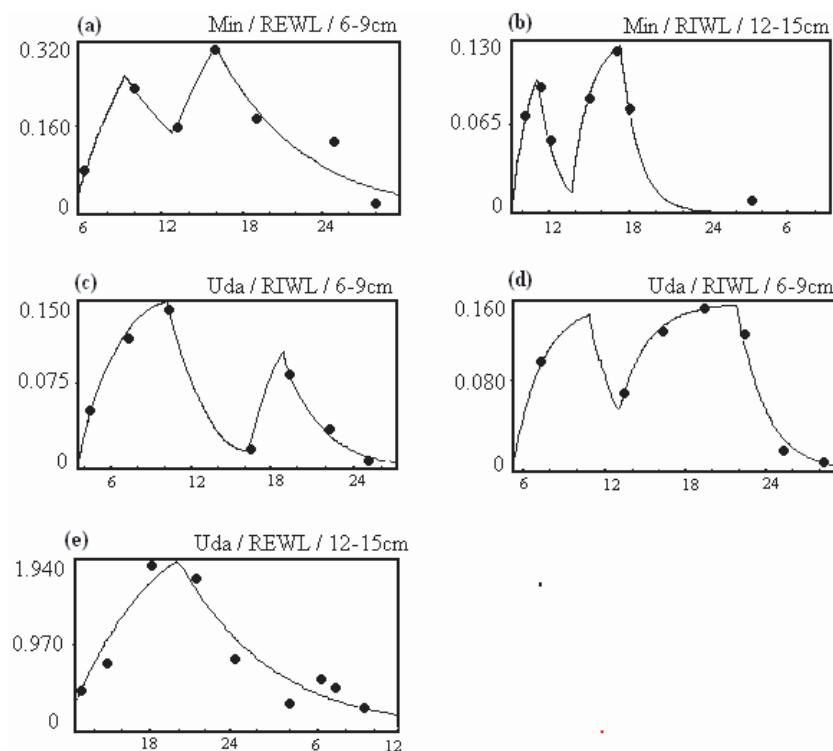 (a) Min / REWL / 6-9cm
0.320
0.160
0
6 12 18 24
(b) Min / RIWL / 12-15cm
0.130
0.065
0
12 18 24 6
(c) Uda / RIWL / 6-9cm
0.150
0.075
0
6 12 18 24
(d) Uda / RIWL / 6-9cm
0.160
0.080
0
6 12 18 24
(e) Uda / REWL / 12-15cm
1.940
0.970
0
18 24 6 12